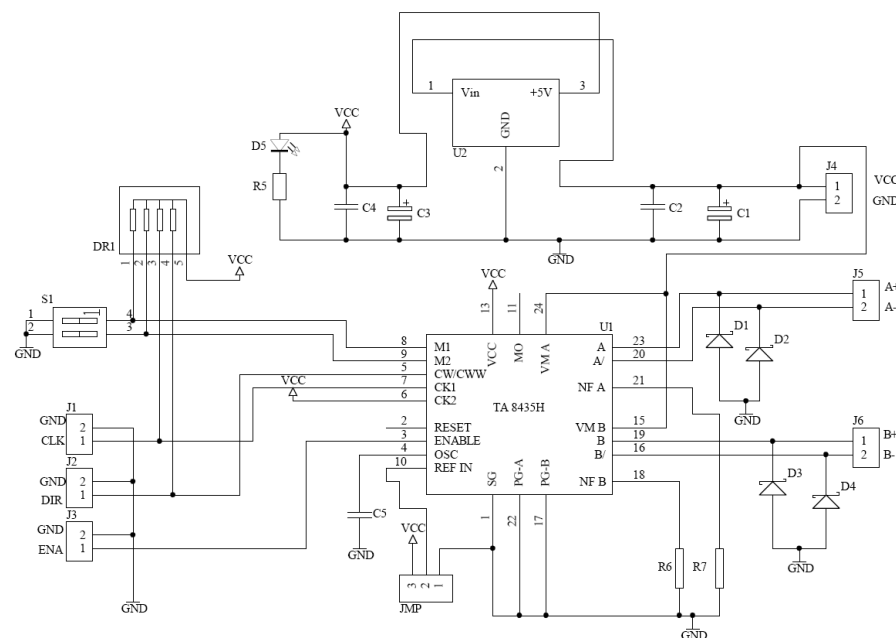 1
Vin
+5V
3
GND
U2
2
VCC
D5
R5
C4
C3
C2
C1
J4
1
2
VCC
GND
GND
DR1
1
2
3
4
5
VCC
S1
1
2
4
3
GND
VCC
13
11
24
U1
VCC
MO
VM A
8
M1
9
M2
5
CW/CWW
7
CK1
6
CK2
VCC
2
RESET
3
ENABLE
4
OSC
10
REF IN
TA 8435H
A
23
A/
20
NF A
21
VM B
15
B
19
B/
16
NF B
18
SG
PG-A
PG-B
1
22
17
J5
1
A+
2
A-
D1
D2
GND
J6
1
B+
2
B-
D3
D4
GND
J1
GND
2
CLK
1
J2
GND
2
DIR
1
J3
GND
2
ENA
1
GND
C5
GND
VCC
3
2
1
JMP
R6
R7
GND